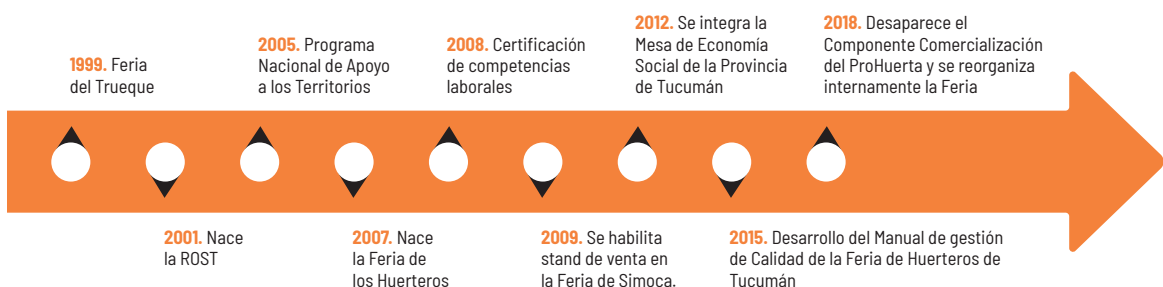 1999. Feria
del Trueque
2001. Nace
la ROST
2005. Programa
Nacional de Apoyo
a los Territorios
2007. Nace
la Feria de
los Huerteros
2008. Certificación
de competencias
laborales
2009. Se habilita
stand de venta en
la Feria de Simoca.
2012. Se integra la
Mesa de Economía
Social de la Provincia
de Tucumán
2015. Desarrollo del Manual de gestión
de Calidad de la Feria de Huerteros de
Tucumán
2018. Desaparece el
Componente Comercialización
del ProHuerta y se reorganiza
internamente la Feria